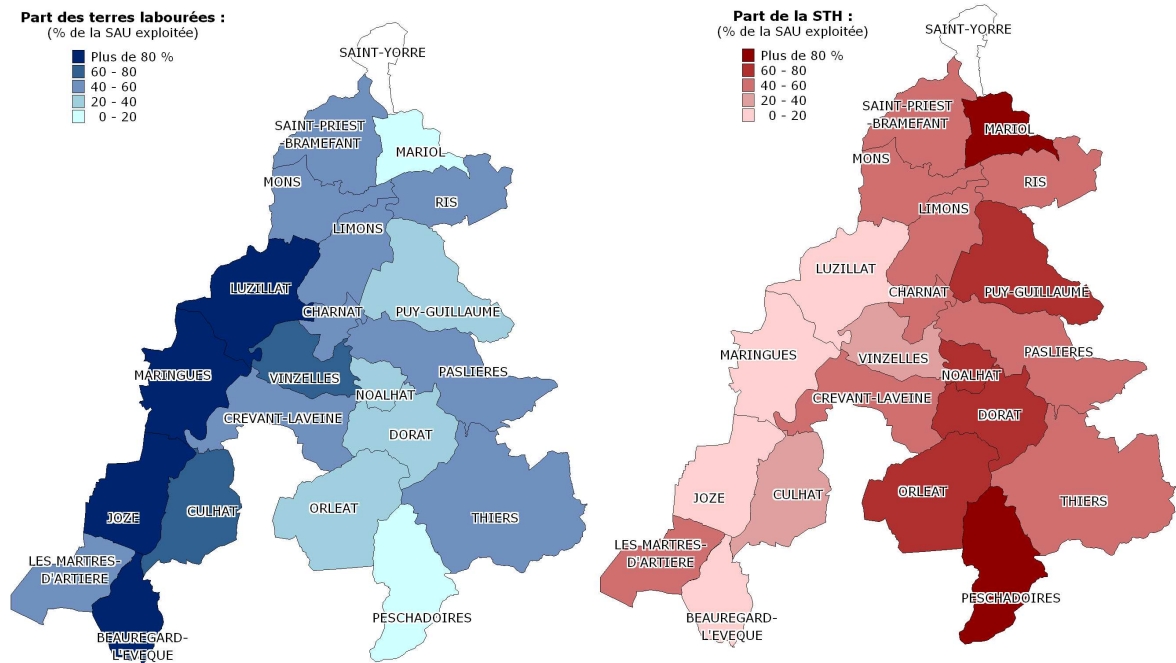 Part des terres labourées :
(% de la SAU exploitée)
Plus de 80 %
60 - 80
40 - 60
20 - 40
0 - 20
SAINT-YORRE
SAINT-PRIEST
-BRAMEFANT
MARIOL
MONS
RIS
LIMONS
LUZILLAT
CHARNAT
PUY-GUILLAUMÉ
MARINGUES
VINZELLES
PASLIERES
NOALHAT
CREVANT-LAVEINE
DORAT
ORLEAT
CULHAT
JOZE
THIERS
LES MARTRES-
D'ARTIERE
PESCHADOIRES
BEAUREGARD-
L'EVEQUE
Part de la STH :
(% de la SAU exploitée)
Plus de 80 %
60 - 80
40 - 60
20 - 40
0 - 20
SAINT-YORRE
SAINT-PRIEST
-BRAMEFANT
MARIOL
MONS
RIS
LIMONS
LUZILLAT
CHARNAT
PUY-GUILLAUMÉ
MARINGUES
VINZELLES
PASLIERES
NOALHAT
CREVANT-LAVEINE
DORAT
ORLEAT
CULHAT
JOZE
THIERS
LES MARTRES-
D'ARTIERE
PESCHADOIRES
BEAUREGARD-
L'EVEQUE